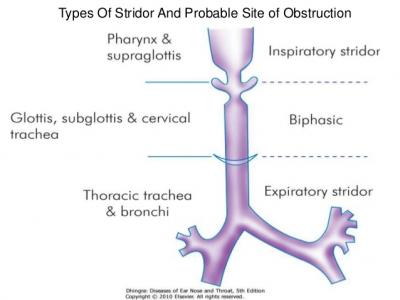 Types Of Stridor And Probable Site of Obstruction
Pharynx &
supraglottis
Inspiratory stridor
Glottis, subglottis & cervical
trachea
Biphasic
Thoracic trachea
& bronchi
Expiratory stridor
Dhingra: Diseases of Ear Nose and Throat, 5th Edition
Copyright © 2010 Elsevier. All rights reserved.